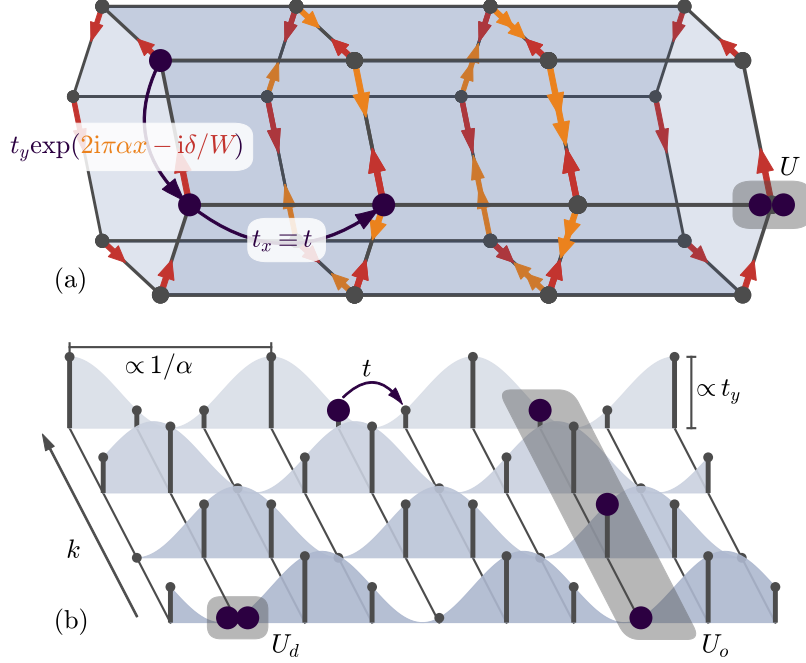 t_y exp(2iπαx − iδ/W)
U
t_x ≡ t
(a)
∝ 1/α
t
∝ t_y
k
(b)
U_d
U_o